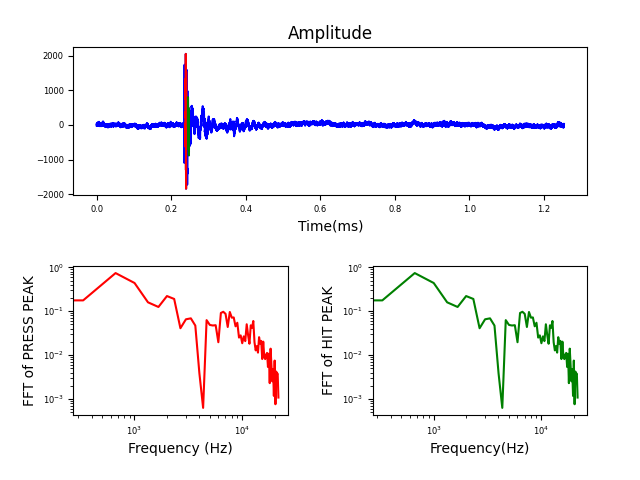 Amplitude
2000
1000
0
−1000
−2000
0.0 0.2 0.4 0.6 0.8 1.0 1.2
Time(ms)
FFT of PRESS PEAK
10⁰
10⁻¹
10⁻²
10⁻³
10³ 10⁴
Frequency (Hz)
FFT of HIT PEAK
10⁰
10⁻¹
10⁻²
10⁻³
10³ 10⁴
Frequency(Hz)